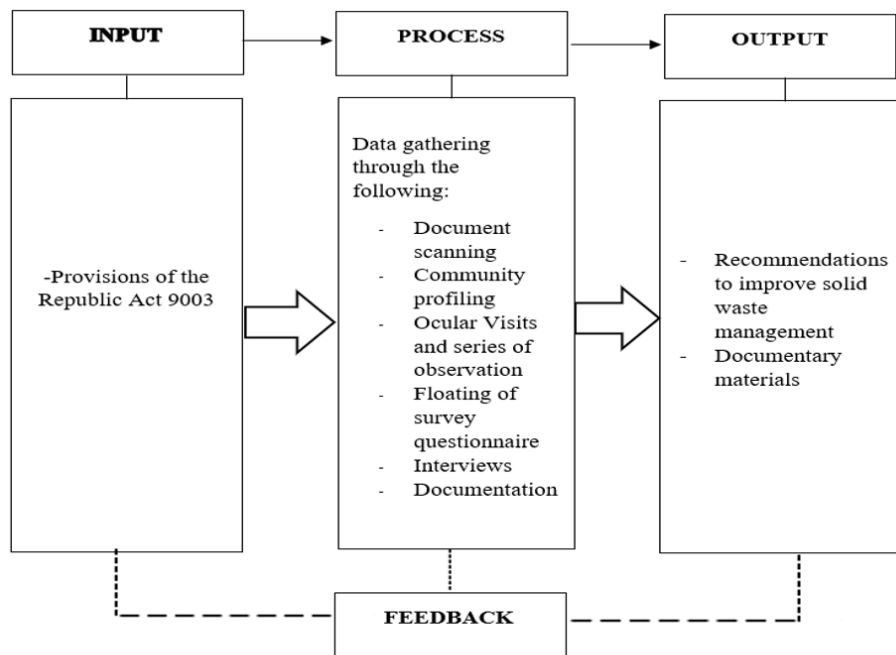 INPUT
PROCESS
OUTPUT
-Provisions of the
Republic Act 9003
Data gathering
through the
following:
- Document
scanning
- Community
profiling
- Ocular Visits
and series of
observation
- Floating of
survey
questionnaire
- Interviews
- Documentation
- Recommendations
to improve solid
waste
management
- Documentary
materials
FEEDBACK